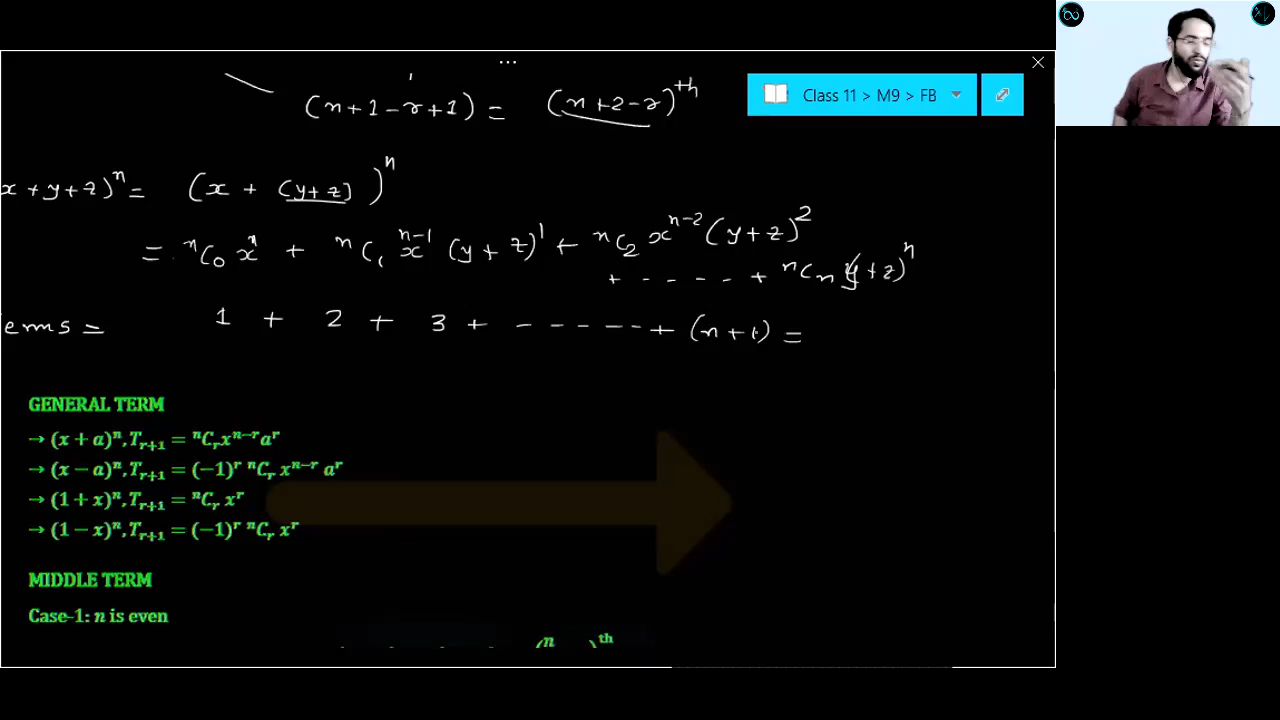 ...
Class 11 > M9 > FB
(n+1-r+1) = (n+2-r)ᵗʰ
x+y+z)ⁿ = (x + (y+z))ⁿ
= ⁿC₀ xⁿ + ⁿC₁ xⁿ⁻¹ (y+z)¹ + ⁿC₂ xⁿ⁻² (y+z)²
+ - - - - - + ⁿCₙ (y+z)ⁿ
erms = 1 + 2 + 3 + - - - - - - + (n+1) =
GENERAL TERM
→ (x + a)ⁿ, Tᵣ₊₁ = ⁿCᵣ xⁿ⁻ʳ aʳ
→ (x − a)ⁿ, Tᵣ₊₁ = (−1)ʳ ⁿCᵣ xⁿ⁻ʳ aʳ
→ (1 + x)ⁿ, Tᵣ₊₁ = ⁿCᵣ xʳ
→ (1 − x)ⁿ, Tᵣ₊₁ = (−1)ʳ ⁿCᵣ xʳ
MIDDLE TERM
Case-1: n is even